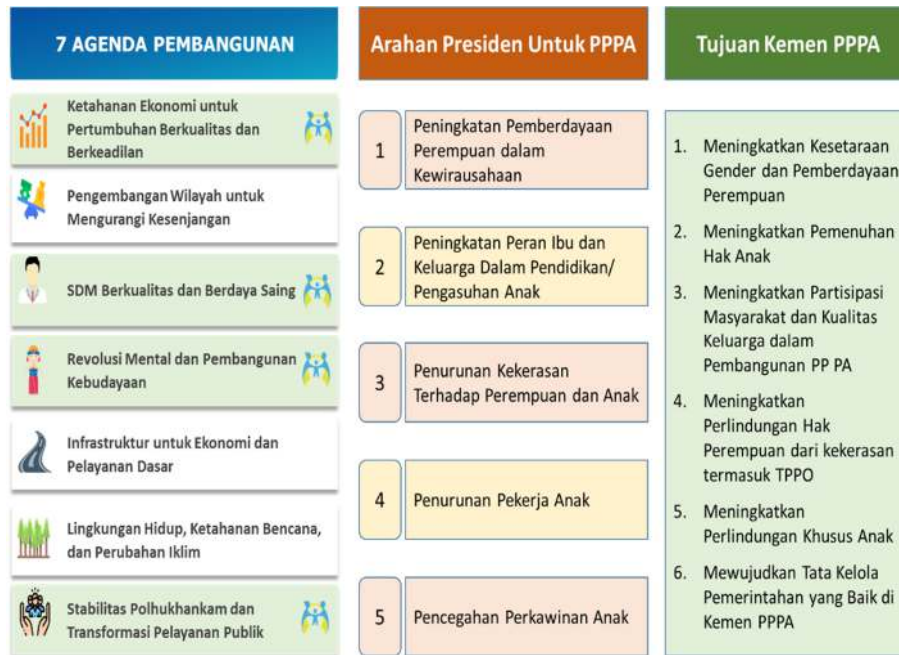 7 AGENDA PEMBANGUNAN
Ketahanan Ekonomi untuk
Pertumbuhan Berkualitas dan
Berkeadilan
Pengembangan Wilayah untuk
Mengurangi Kesenjangan
SDM Berkualitas dan Berdaya Saing
Revolusi Mental dan Pembangunan
Kebudayaan
Infrastruktur untuk Ekonomi dan
Pelayanan Dasar
Lingkungan Hidup, Ketahanan Bencana,
dan Perubahan Iklim
Stabilitas Polhukhankam dan
Transformasi Pelayanan Publik
Arahan Presiden Untuk PPPA
1
Peningkatan Pemberdayaan
Perempuan dalam
Kewirausahaan
2
Peningkatan Peran Ibu dan
Keluarga Dalam Pendidikan/
Pengasuhan Anak
3
Penurunan Kekerasan
Terhadap Perempuan dan Anak
4
Penurunan Pekerja Anak
5
Pencegahan Perkawinan Anak
Tujuan Kemen PPPA
1. Meningkatkan Kesetaraan
Gender dan Pemberdayaan
Perempuan
2. Meningkatkan Pemenuhan
Hak Anak
3. Meningkatkan Partisipasi
Masyarakat dan Kualitas
Keluarga dalam
Pembangunan PP PA
4. Meningkatkan
Perlindungan Hak
Perempuan dari kekerasan
termasuk TPPO
5. Meningkatkan
Perlindungan Khusus Anak
6. Mewujudkan Tata Kelola
Pemerintahan yang Baik di
Kemen PPPA